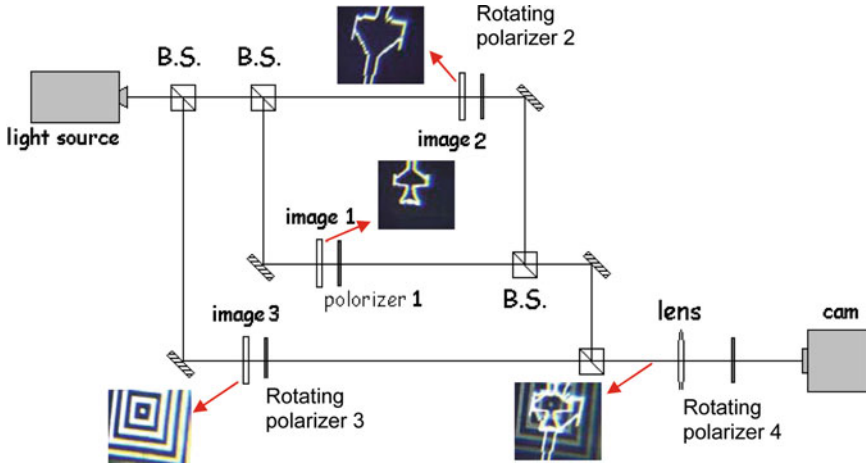 Rotating
polarizer 2
B.S.
B.S.
light source
image 2
image 1
polorizer 1
B.S.
image 3
lens
cam
Rotating
polarizer 3
Rotating
polarizer 4